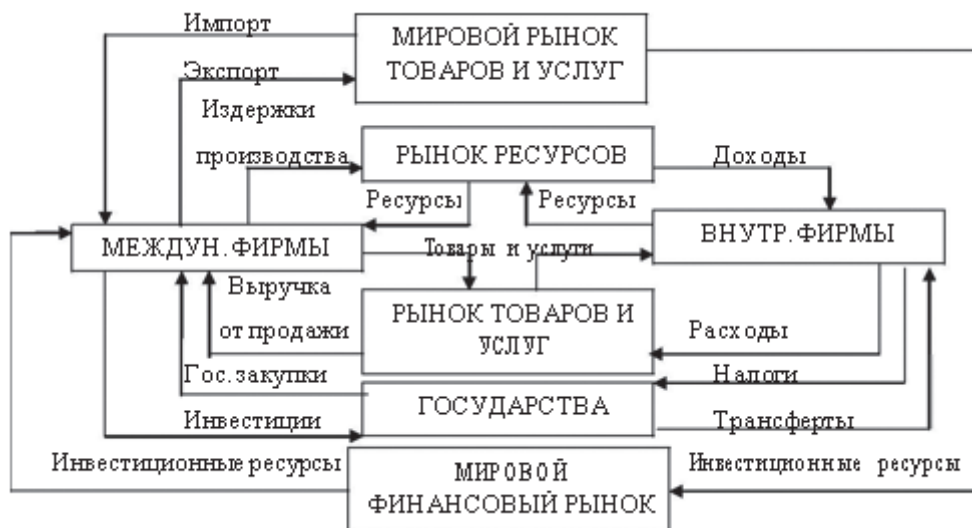 Импорт
МИРОВОЙ РЫНОК
ТОВАРОВ И УСЛУГ
Экспорт
Издержки
производства
РЫНОК РЕСУРСОВ
Доходы
Ресурсы
Ресурсы
МЕЖДУН. ФИРМЫ
Товары и услуги
ВНУТР. ФИРМЫ
Выручка
от продажи
РЫНОК ТОВАРОВ И
УСЛУГ
Расходы
Гос. закупки
Налоги
ГОСУДАРСТВА
Инвестиции
Трансферты
Инвестиционные ресурсы
МИРОВОЙ
ФИНАНСОВЫЙ РЫНОК
Инвестиционные ресурсы